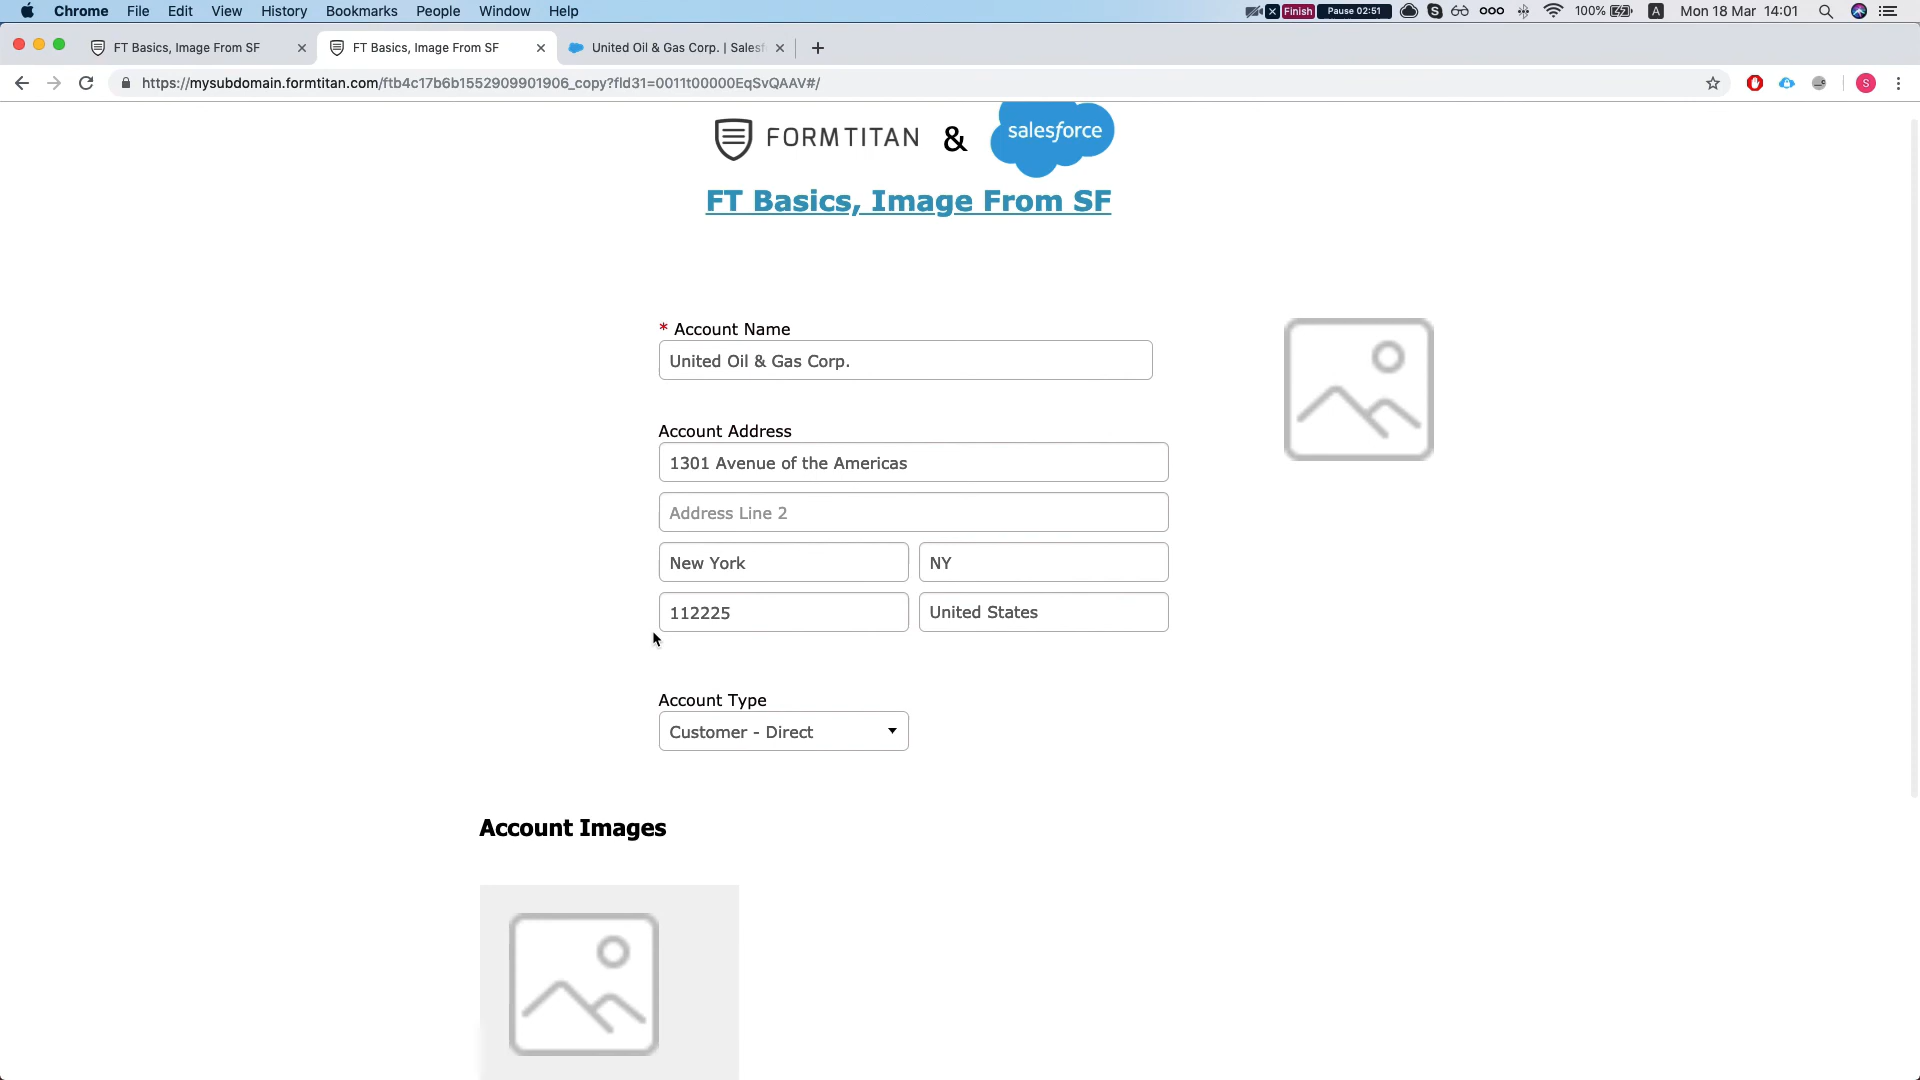 Chrome File Edit View History Bookmarks People Window Help Finish Pause 02:51 S 100% A Mon 18 Mar 14:01
FT Basics, Image From SF FT Basics, Image From SF United Oil & Gas Corp. | Salesf
https://mysubdomain.formtitan.com/ftb4c17b6b1552909901906_copy?fld31=0011t00000EqSvQAAV#/ S
FORMTITAN & salesforce
FT Basics, Image From SF
* Account Name
United Oil & Gas Corp.
Account Address
1301 Avenue of the Americas
Address Line 2
New York NY
112225 United States
Account Type
Customer - Direct
Account Images